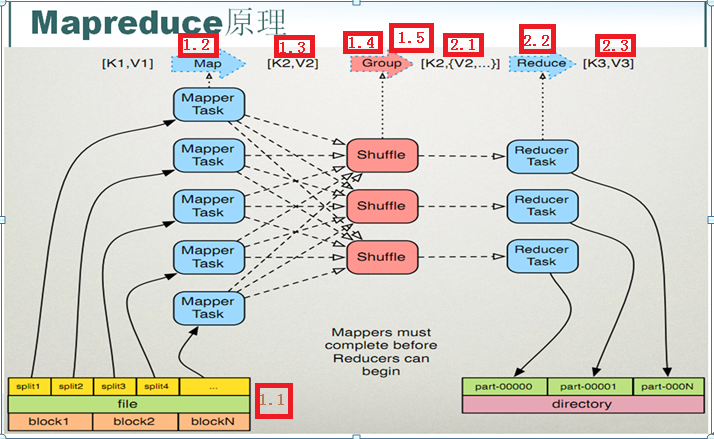 Mapreduce原理
1.2
1.3
1.4
1.5
2.1
2.2
2.3
[K1,V1]
Map
[K2,V2]
Group
[K2,{V2,...}]
Reduce
[K3,V3]
Mapper
Task
Mapper
Task
Mapper
Task
Mapper
Task
Mapper
Task
Shuffle
Shuffle
Shuffle
Reducer
Task
Reducer
Task
Reducer
Task
Mappers must
complete before
Reducers can
begin
split1
split2
split3
split4
...
file
block1
block2
blockN
1.1
part-00000
part-00001
part-000N
directory